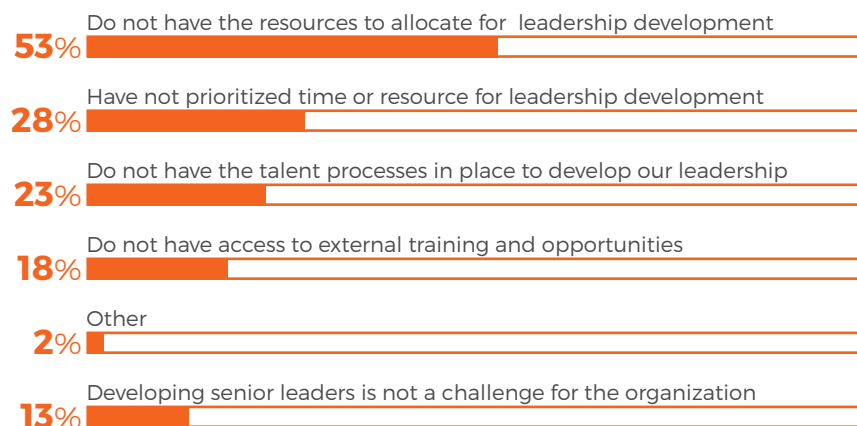 Do not have the resources to allocate for leadership development
53%
Have not prioritized time or resource for leadership development
28%
Do not have the talent processes in place to develop our leadership
23%
Do not have access to external training and opportunities
18%
Other
2%
Developing senior leaders is not a challenge for the organization
13%